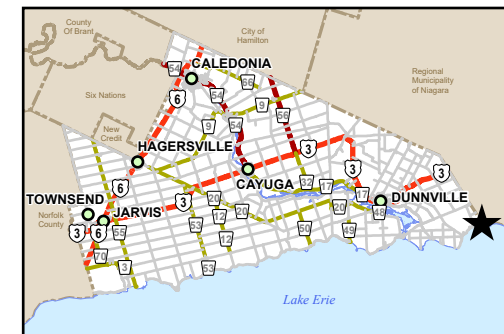 County
Of Brant
City of
Hamilton
54
CALEDONIA
66
Regional
Municipality
of Niagara
Six Nations
6
54
9
56
New
Credit
9
54
HAGERSVILLE
3
3
3
6
CAYUGA
32
17
17
DUNNVILLE
TOWNSEND
Norfolk
County
JARVIS
3
20
12
20
20
48
3
6
55
53
12
50
49
70
3
53
Lake Erie